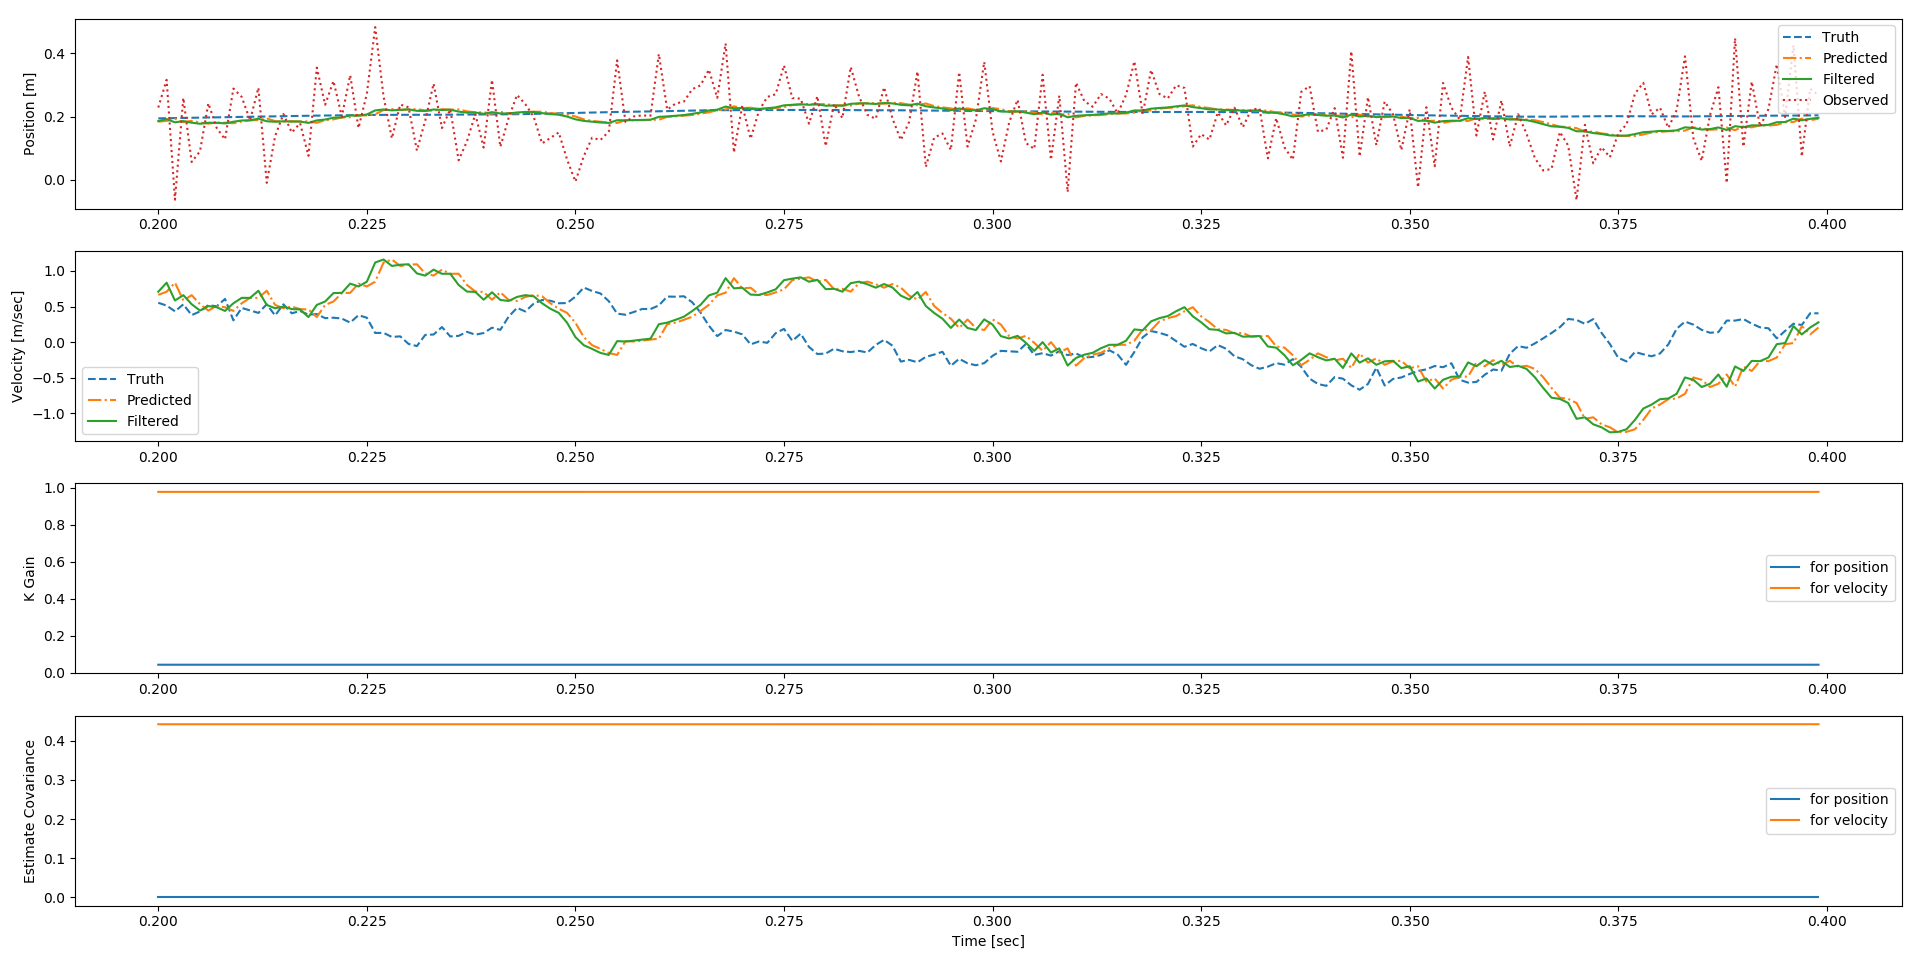 Position [m]
0.4
0.2
0.0
Truth
Predicted
Filtered
Observed
0.200 0.225 0.250 0.275 0.300 0.325 0.350 0.375 0.400
Velocity [m/sec]
1.0
0.5
0.0
−0.5
−1.0
Truth
Predicted
Filtered
0.200 0.225 0.250 0.275 0.300 0.325 0.350 0.375 0.400
K Gain
1.0
0.8
0.6
0.4
0.2
0.0
for position
for velocity
0.200 0.225 0.250 0.275 0.300 0.325 0.350 0.375 0.400
Estimate Covariance
0.4
0.3
0.2
0.1
0.0
for position
for velocity
0.200 0.225 0.250 0.275 0.300 0.325 0.350 0.375 0.400
Time [sec]